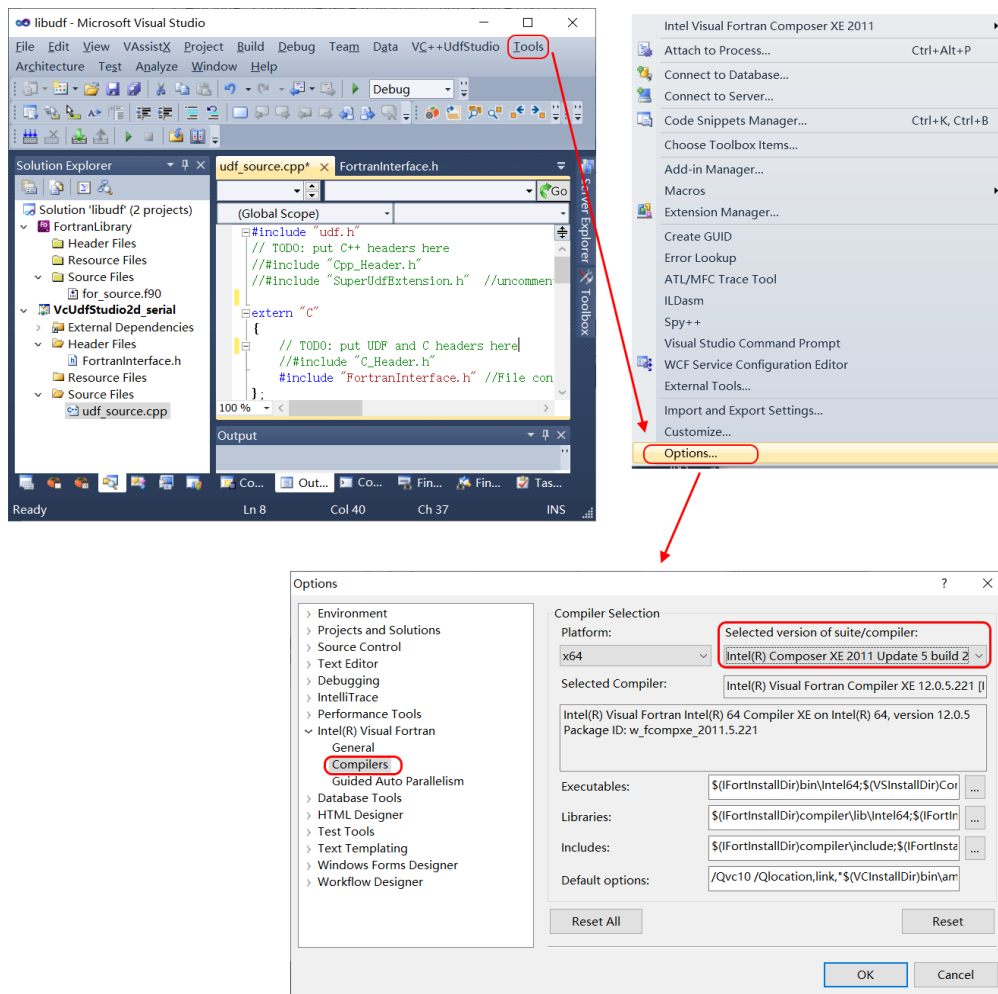 libudf - Microsoft Visual Studio
File Edit View VAssistX Project Build Debug Team Data VC++UdfStudio Tools
Architecture Test Analyze Window Help
Debug
Solution Explorer
Solution 'libudf' (2 projects)
FortranLibrary
Header Files
Resource Files
Source Files
for_source.f90
VcUdfStudio2d_serial
External Dependencies
Header Files
FortranInterface.h
Resource Files
Source Files
udf_source.cpp
udf_source.cpp* FortranInterface.h
Go
(Global Scope)
#include "udf.h"
// TODO: put C++ headers here
//#include "Cpp_Header.h"
//#include "SuperUdfExtension.h" //uncommen
extern "C"
{
// TODO: put UDF and C headers here
//#include "C_Header.h"
#include "FortranInterface.h" //File con
};
100 %
Output
Server Explorer
Toolbox
Co... Out... Co... Fin... Fin... Tas...
Ready Ln 8 Col 40 Ch 37 INS
Intel Visual Fortran Composer XE 2011
Attach to Process... Ctrl+Alt+P
Connect to Database...
Connect to Server...
Code Snippets Manager... Ctrl+K, Ctrl+B
Choose Toolbox Items...
Add-in Manager...
Macros
Extension Manager...
Create GUID
Error Lookup
ATL/MFC Trace Tool
ILDasm
Spy++
Visual Studio Command Prompt
WCF Service Configuration Editor
External Tools...
Import and Export Settings...
Customize...
Options...
Options ?
Environment
Projects and Solutions
Source Control
Text Editor
Debugging
IntelliTrace
Performance Tools
Intel(R) Visual Fortran
General
Compilers
Guided Auto Parallelism
Database Tools
HTML Designer
Test Tools
Text Templating
Windows Forms Designer
Workflow Designer
Compiler Selection
Platform: Selected version of suite/compiler:
x64 Intel(R) Composer XE 2011 Update 5 build 2
Selected Compiler: Intel(R) Visual Fortran Compiler XE 12.0.5.221 [I
Intel(R) Visual Fortran Intel(R) 64 Compiler XE on Intel(R) 64, version 12.0.5
Package ID: w_fcompxe_2011.5.221
Executables: $(IFortInstallDir)bin\Intel64;$(VSInstallDir)Cor ...
Libraries: $(IFortInstallDir)compiler\lib\Intel64;$(IFortIn ...
Includes: $(IFortInstallDir)compiler\include;$(IFortInsta ...
Default options: /Qvc10 /Qlocation,link,"$(VCInstallDir)bin\am
Reset All Reset
OK Cancel